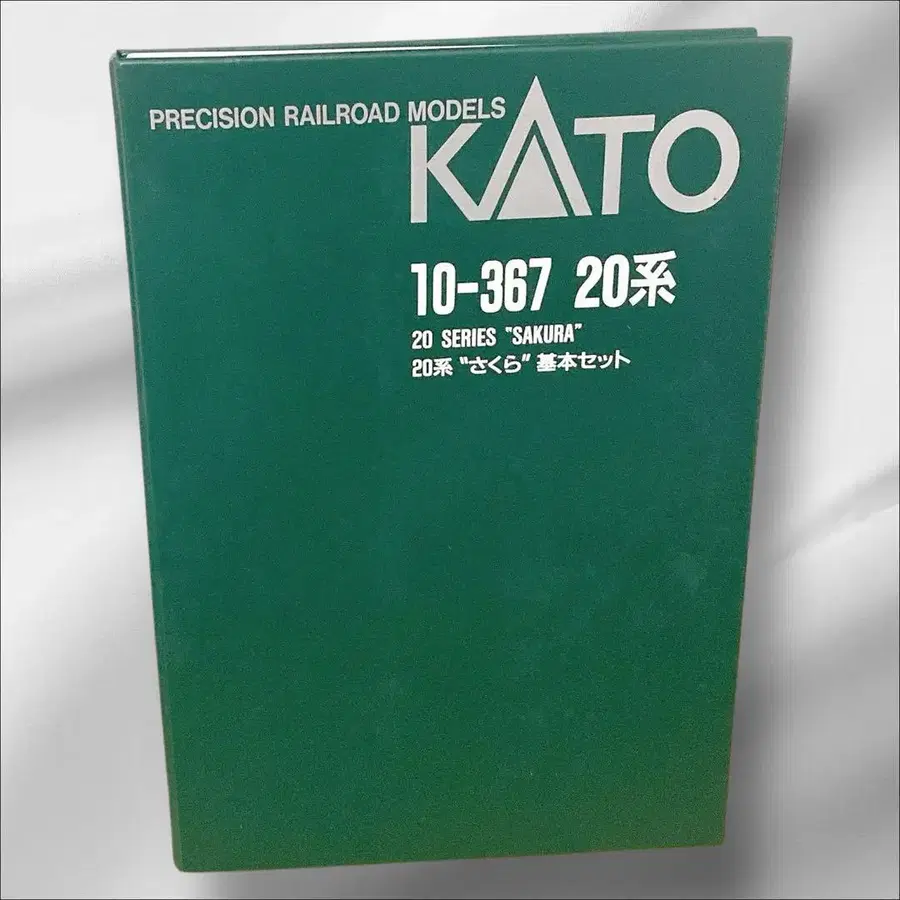 PRECISION RAILROAD MODELS
KATO
10-367 20系
20 SERIES "SAKURA"
20系 "さくら" 基本セット